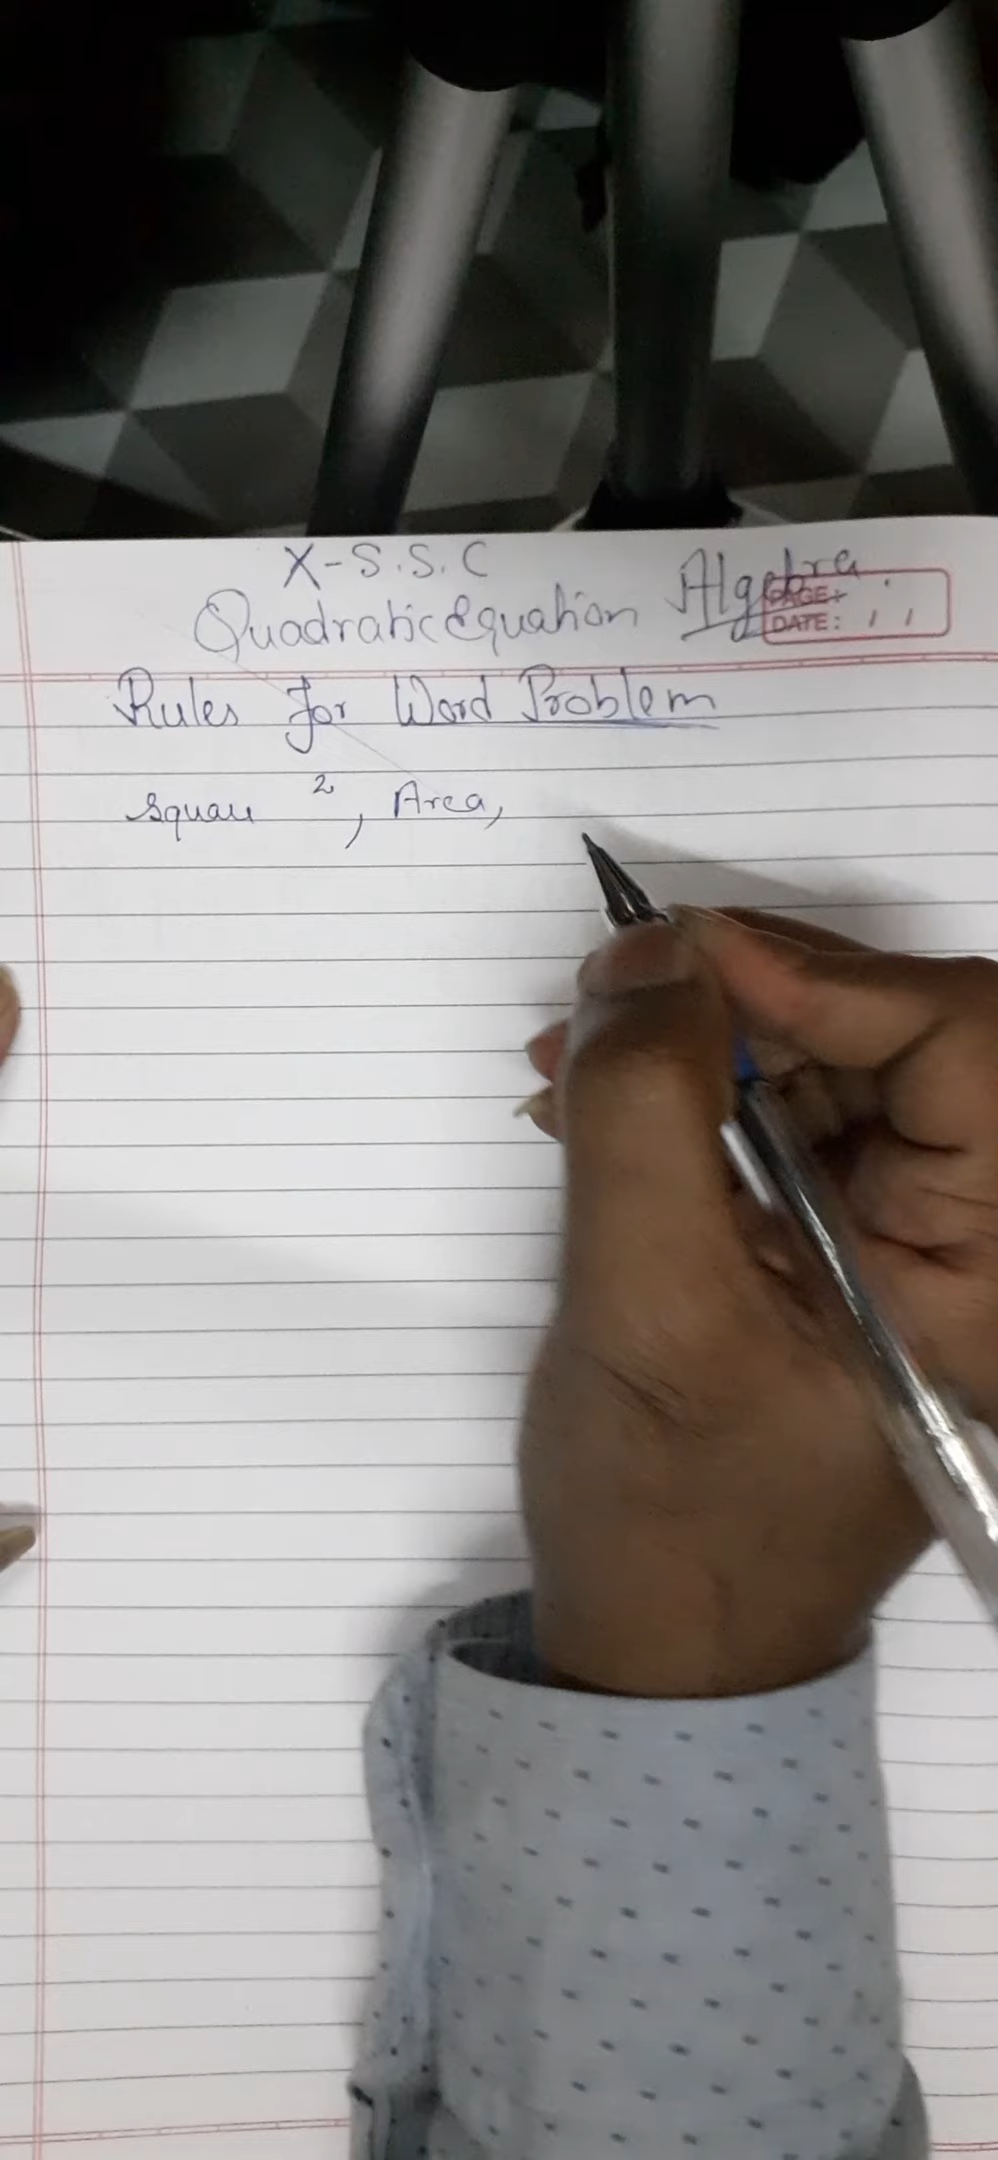 X-S.S.C
Quadratic Equation Algebra
PAGE:
DATE: / /
Rules for Word Problem
square ², Area,